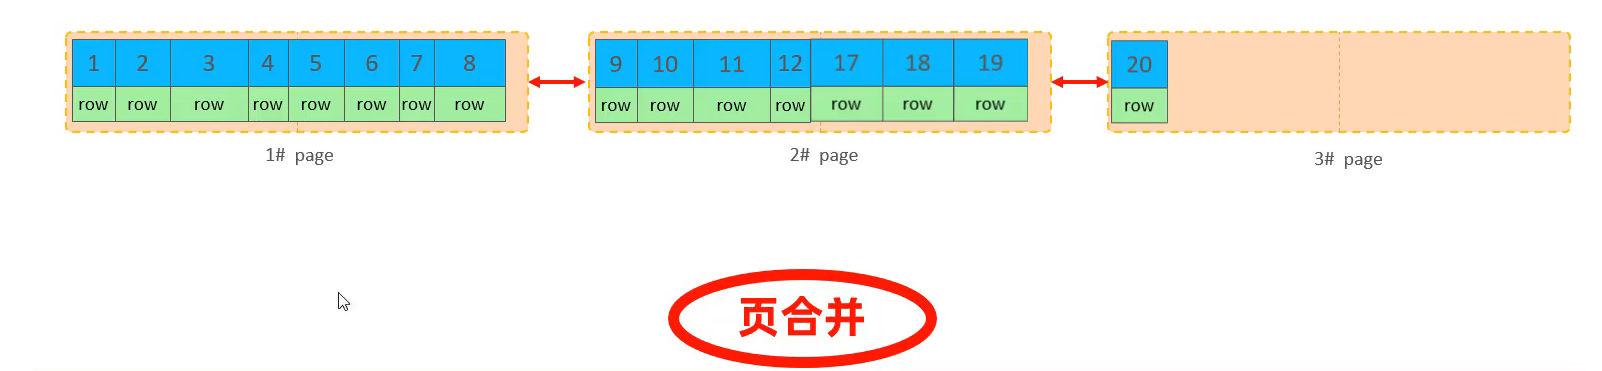 1 2 3 4 5 6 7 8
row row row row row row row row
1# page
9 10 11 12 17 18 19
row row row row row row row
2# page
20
row
3# page
页合并